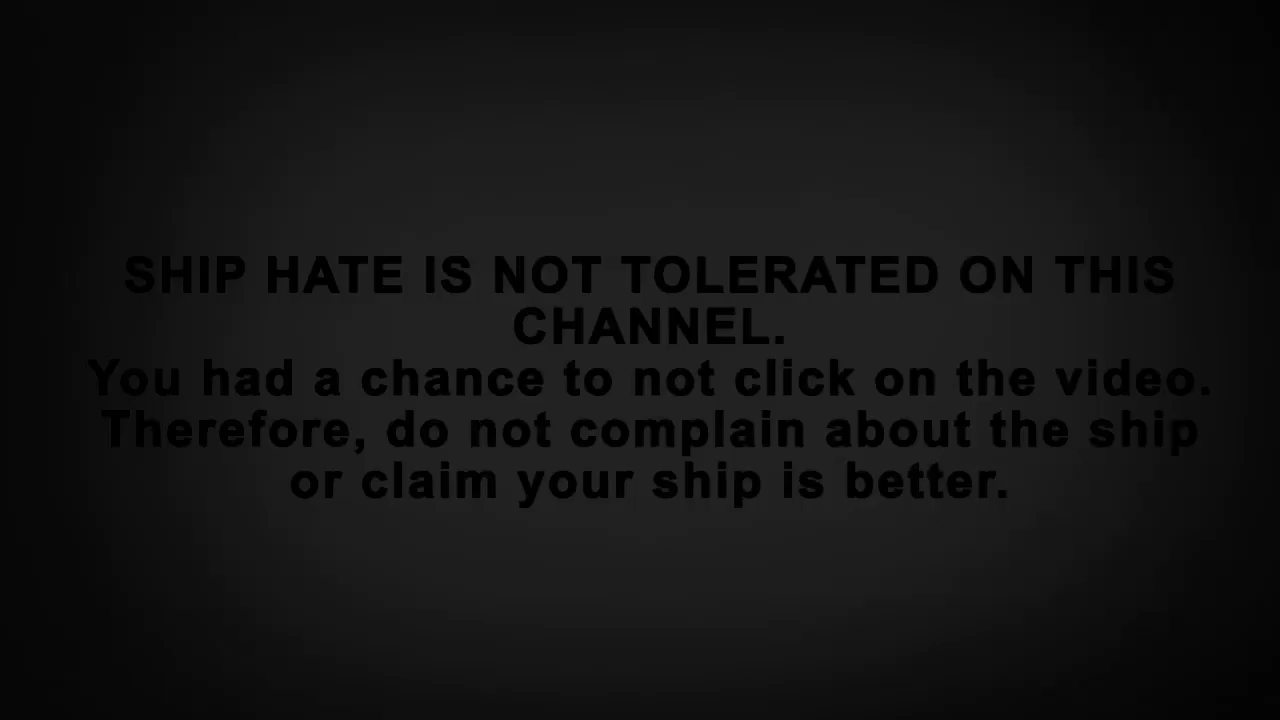 SHIP HATE IS NOT TOLERATED ON THIS
CHANNEL.
You had a chance to not click on the video.
Therefore, do not complain about the ship
or claim your ship is better.